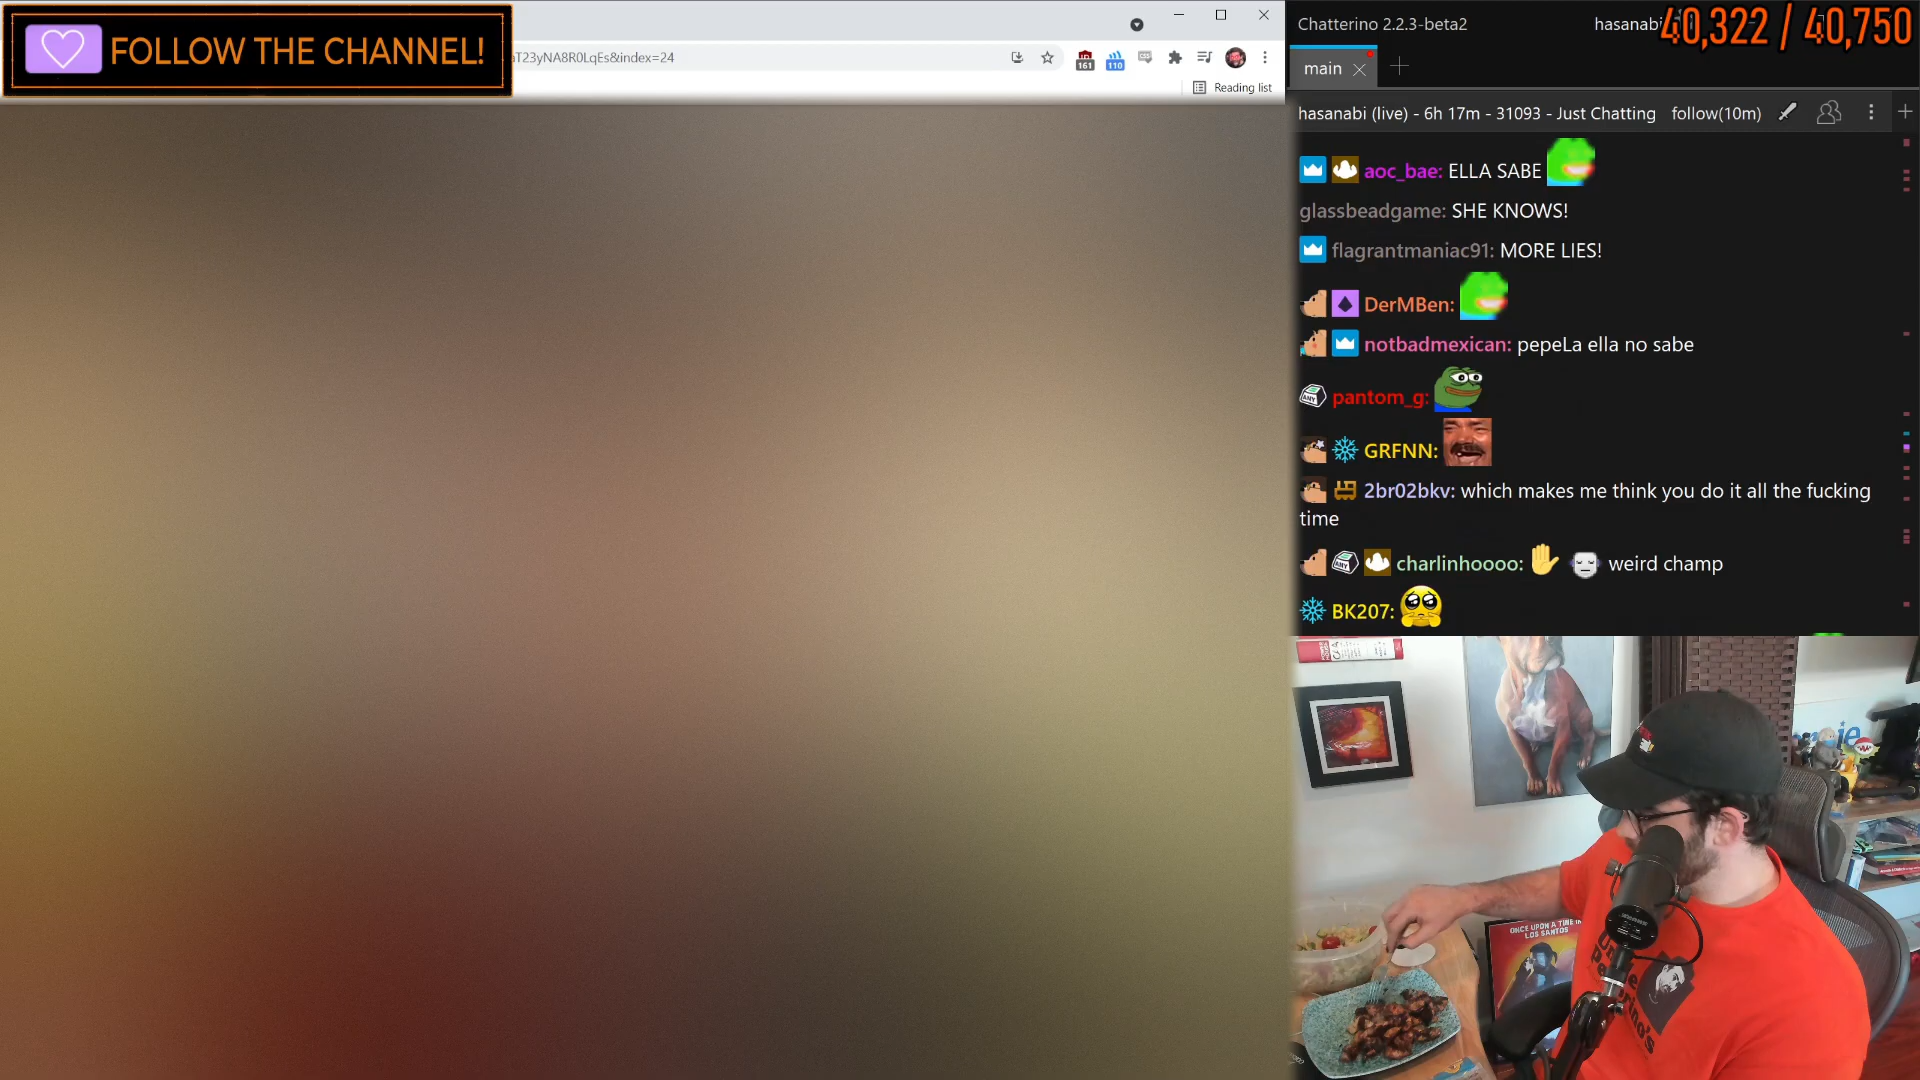 FOLLOW THE CHANNEL!
aT23yNA8R0LqEs&index=24
161
110
Reading list
Chatterino 2.2.3-beta2
hasanabi
40,322 / 40,750
main
hasanabi (live) - 6h 17m - 31093 - Just Chatting
follow(10m)
aoc_bae: ELLA SABE
glassbeadgame: SHE KNOWS!
flagrantmaniac91: MORE LIES!
DerMBen:
notbadmexican: pepeLa ella no sabe
pantom_g:
GRFNN:
2br02bkv: which makes me think you do it all the fucking
time
charlinhoooo: weird champ
BK207:
ONCE UPON A TIME IN
LOS SANTOS